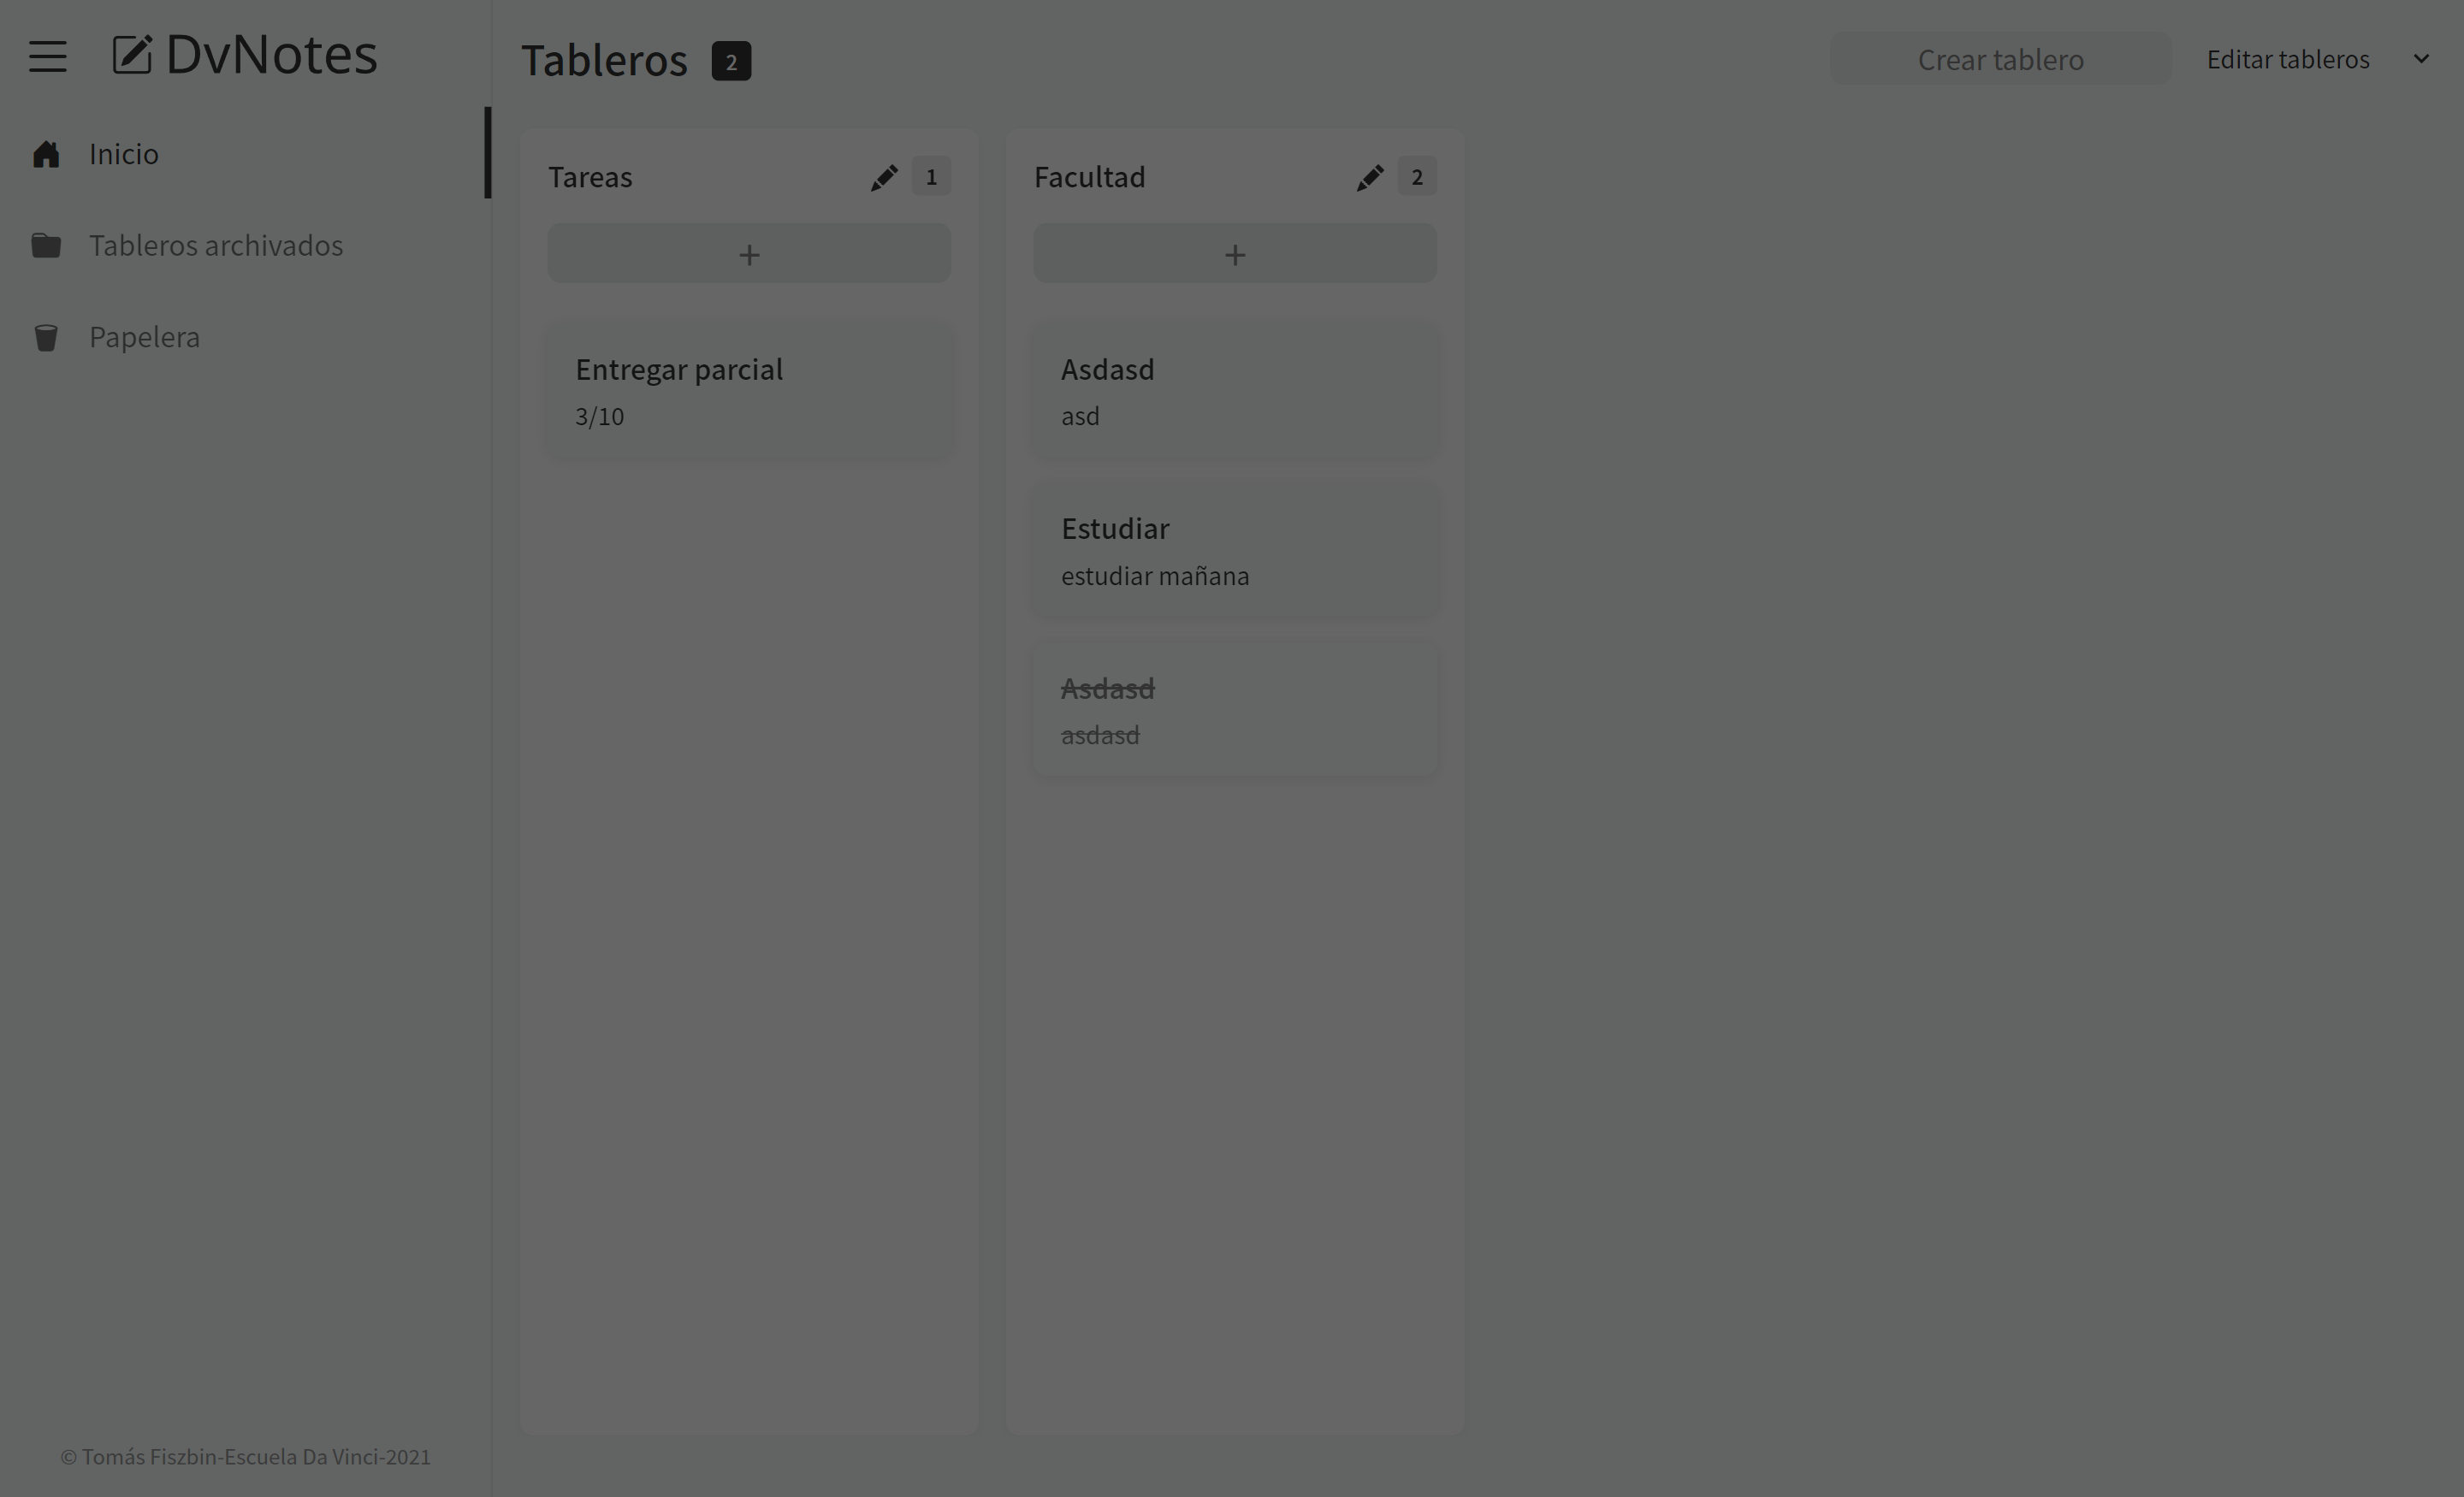 DvNotes
Inicio
Tableros archivados
Papelera
© Tomás Fiszbin-Escuela Da Vinci-2021
Tableros 2
Crear tablero
Editar tableros
Tareas 1
+
Entregar parcial
3/10
Facultad 2
+
Asdasd
asd
Estudiar
estudiar mañana
Asdasd
asdasd